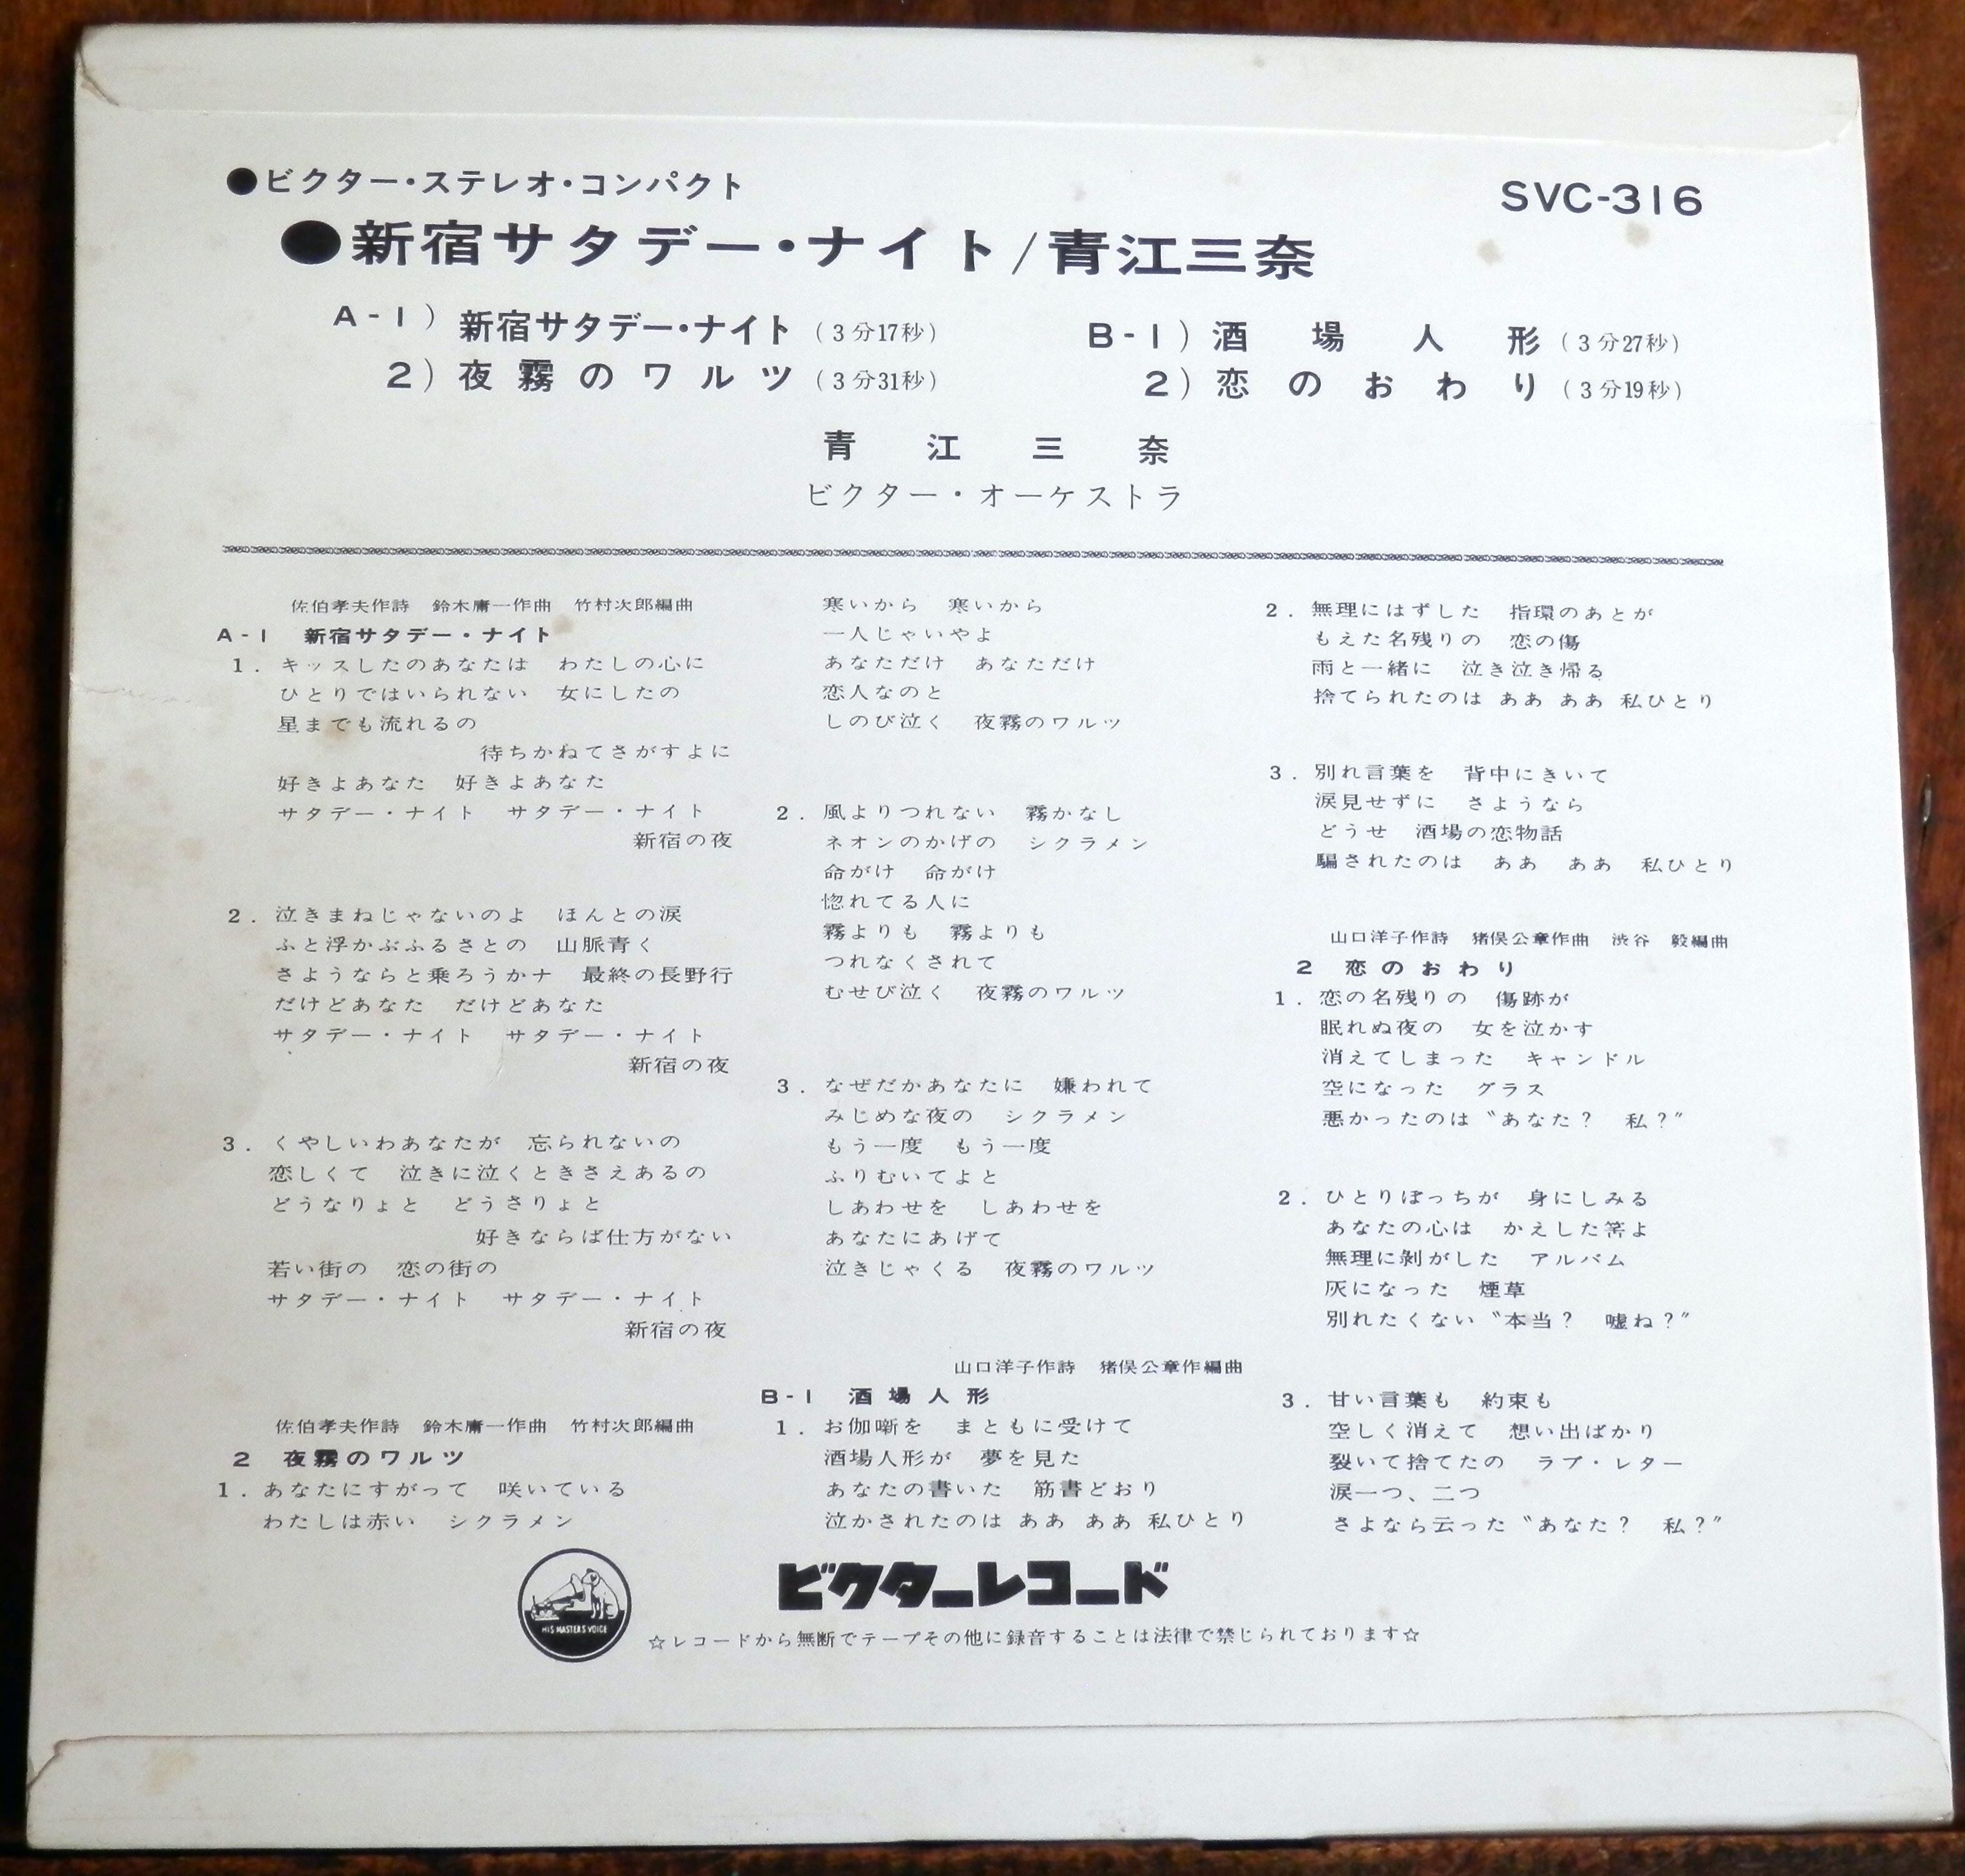 ●ビクター・ステレオ・コンパクト
SVC-316
●新宿サタデー・ナイト/青江三奈
A-1) 新宿サタデー・ナイト (3分17秒)
2) 夜霧のワルツ (3分31秒)
B-1) 酒場人形 (3分27秒)
2) 恋のおわり (3分19秒)
青江三奈
ビクター・オーケストラ
佐伯孝夫作詩 鈴木庸一作曲 竹村次郎編曲
A-1 新宿サタデー・ナイト
1. キッスしたのあなたは わたしの心に
ひとりではいられない 女にしたの
星までも流れるの
待ちかねてさがすよに
好きよあなた 好きよあなた
サタデー・ナイト サタデー・ナイト
新宿の夜
2. 泣きまねじゃないのよ ほんとの涙
ふと浮かぶふるさとの 山脈青く
さようならと乗ろうかナ 最終の長野行
だけどあなた だけどあなた
サタデー・ナイト サタデー・ナイト
新宿の夜
3. くやしいわあなたが 忘られないの
恋しくて 泣きに泣くときさえあるの
どうなりょと どうさりょと
好きならば仕方がない
若い街の 恋の街の
サタデー・ナイト サタデー・ナイト
新宿の夜
佐伯孝夫作詩 鈴木庸一作曲 竹村次郎編曲
2 夜霧のワルツ
1. あなたにすがって 咲いている
わたしは赤い シクラメン
寒いから 寒いから
一人じゃいやよ
あなただけ あなただけ
恋人なのと
しのび泣く 夜霧のワルツ
2. 風よりつれない 霧かなし
ネオンのかげの シクラメン
命がけ 命がけ
惚れてる人に
霧よりも 霧よりも
つれなくされて
むせび泣く 夜霧のワルツ
3. なぜだかあなたに 嫌われて
みじめな夜の シクラメン
もう一度 もう一度
ふりむいてよと
しあわせを しあわせを
あなたにあげて
泣きじゃくる 夜霧のワルツ
山口洋子作詩 猪俣公章作編曲
B-1 酒場人形
1. お伽噺を まともに受けて
酒場人形が 夢を見た
あなたの書いた 筋書どおり
泣かされたのは ああ ああ 私ひとり
2. 無理にはずした 指環のあとが
もえた名残りの 恋の傷
雨と一緒に 泣き泣き帰る
捨てられたのは ああ ああ 私ひとり
3. 別れ言葉を 背中にきいて
涙見せずに さようなら
どうせ 酒場の恋物話
騙されたのは ああ ああ 私ひとり
山口洋子作詩 猪俣公章作曲 渋谷 毅編曲
2 恋のおわり
1. 恋の名残りの 傷跡が
眠れぬ夜の 女を泣かす
消えてしまった キャンドル
空になった グラス
悪かったのは〝あなた? 私?〟
2. ひとりぼっちが 身にしみる
あなたの心は かえした筈よ
無理に剝がした アルバム
灰になった 煙草
別れたくない〝本当? 嘘ね?〟
3. 甘い言葉も 約束も
空しく消えて 想い出ばかり
裂いて捨てたの ラブ・レター
涙一つ、二つ
さよなら云った〝あなた? 私?〟
HIS MASTER'S VOICE
ビクターレコード
☆レコードから無断でテープその他に録音することは法律で禁じられております☆